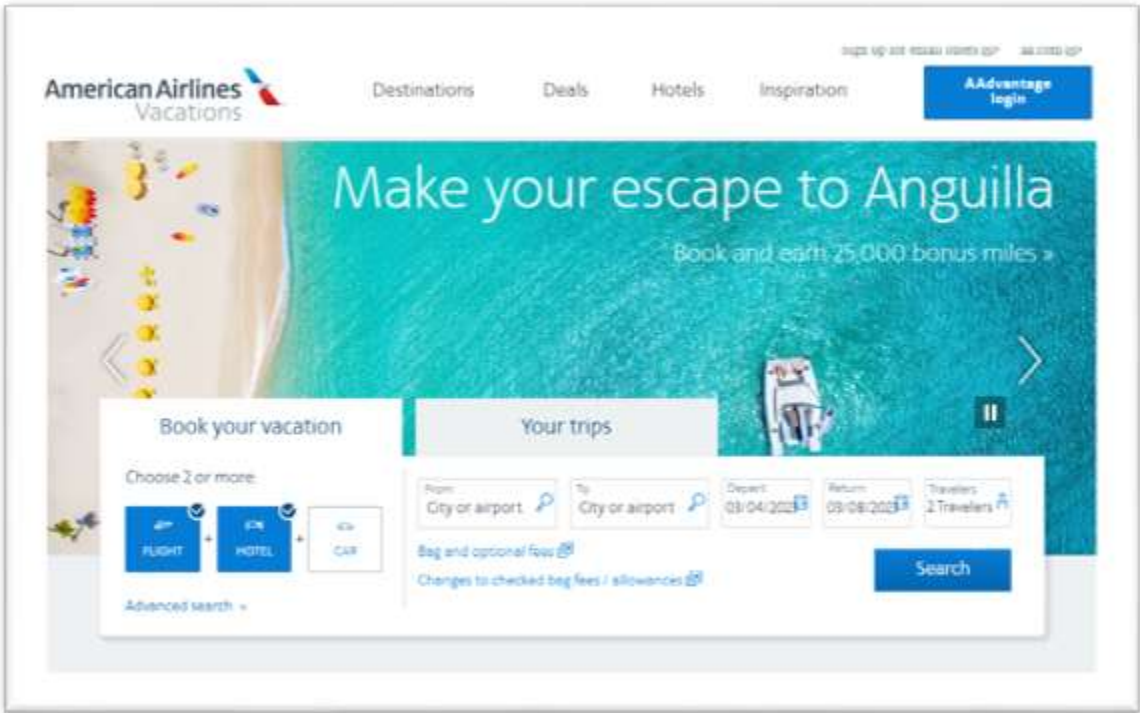 American Airlines
Vacations
Destinations Deals Hotels Inspiration
AAdvantage
login
Make your escape to Anguilla
Book and earn 25,000 bonus miles »
Book your vacation
Your trips
Choose 2 or more:
FLIGHT + HOTEL + CAR
Advanced search »
From To Depart Return Travelers
City or airport City or airport 2 Travelers
Bag and optional fees
Changes to checked bag fees / allowances
Search